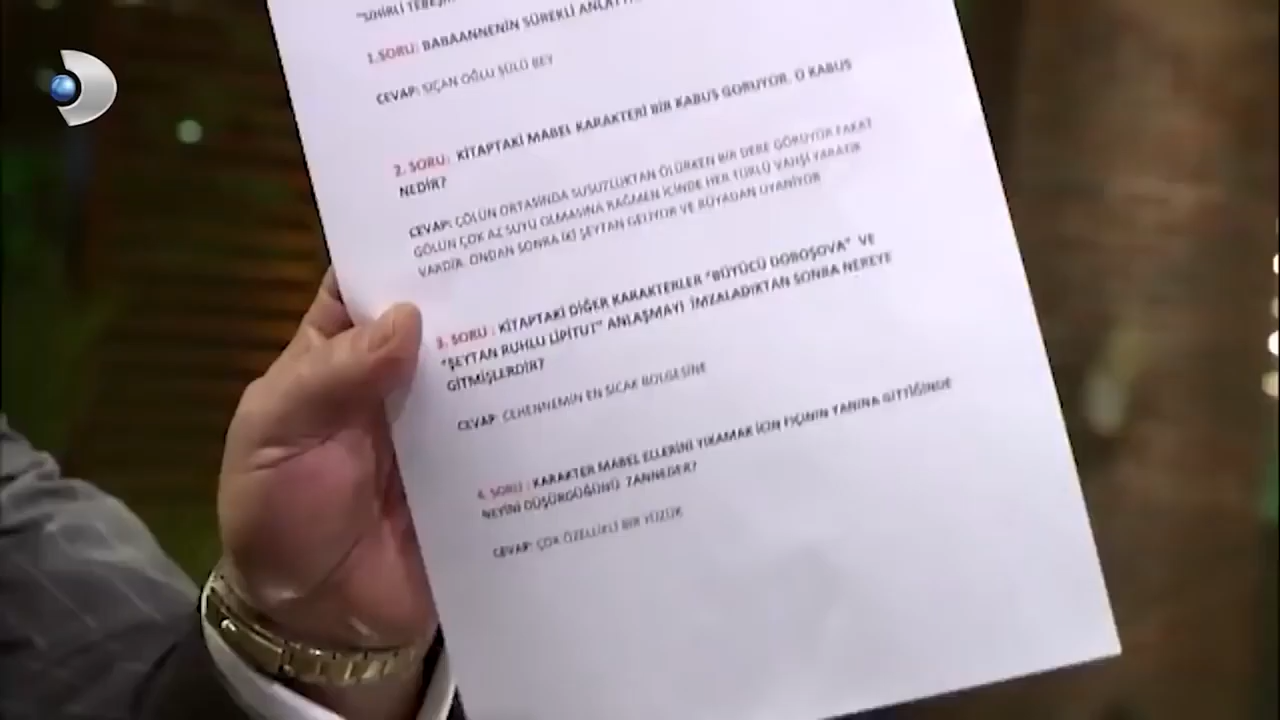 "SİHİRLİ TEBEŞİR
1.SORU: BABAANNENİN SÜREKLİ
CEVAP: SIÇAN OĞLU SÜLÜ BEY
2. SORU: KİTAPTAKİ MABEL KARAKTERİ BİR KABUS GÖRÜYOR. O KABUS
NEDİR?
CEVAP: ÇÖLÜN ORTASINDA SUSUZLUKTAN ÖLÜRKEN BİR DERE GÖRÜYOR FAKAT
GÖLÜN ÇOK AZ SUYU OLMASINA RAĞMEN İÇİNDE HER TÜRLÜ VAHŞİ YARATIK
VARDIR. ONDAN SONRA İKİ ŞEYTAN GELİYOR VE RÜYADAN UYANIYOR
3. SORU : KİTAPTAKİ DİĞER KARAKTERLER "BÜYÜCÜ DOBOŞOVA" VE
"ŞEYTAN RUHLU LİPİTUT" ANLAŞMAYI İMZALADIKTAN SONRA NEREYE
GİTMİŞLERDİR?
CEVAP: CEHENNEMİN EN SICAK BÖLGESİNE
4. SORU : KARAKTER MABEL ELLERİNİ YIKAMAK İÇİN FIÇININ YANINA GİTTİĞİNDE
NEYİNİ DÜŞÜRDÜĞÜNÜ ZANNEDER?
CEVAP: ÇOK ÖZELLİKLİ BİR YÜZÜK